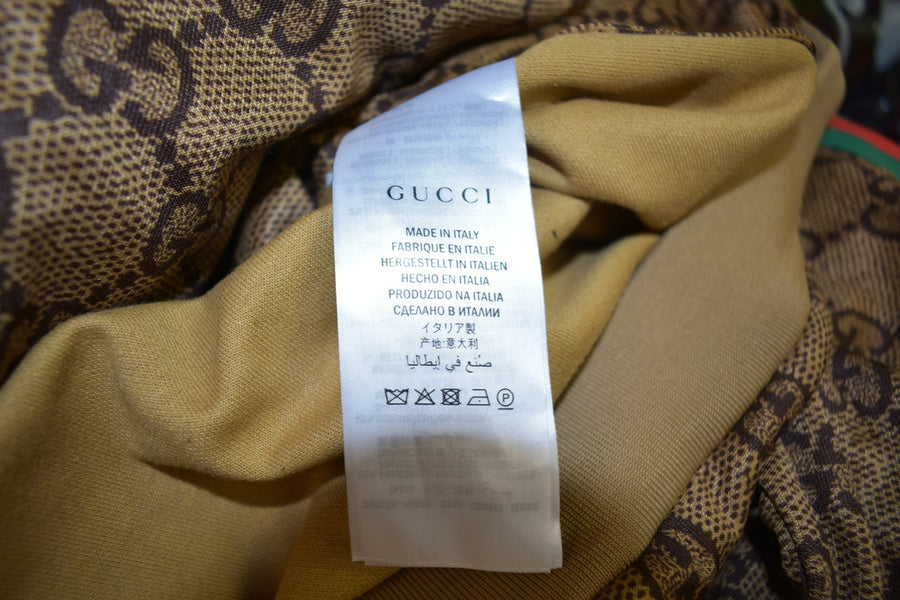 GUCCI
MADE IN ITALY
FABRIQUE EN ITALIE
HERGESTELLT IN ITALIEN
HECHO EN ITALIA
PRODUZIDO NA ITALIA
СДЕЛАНО В ИТАЛИИ
イタリア製
产地:意大利
صُنع في إيطاليا
P